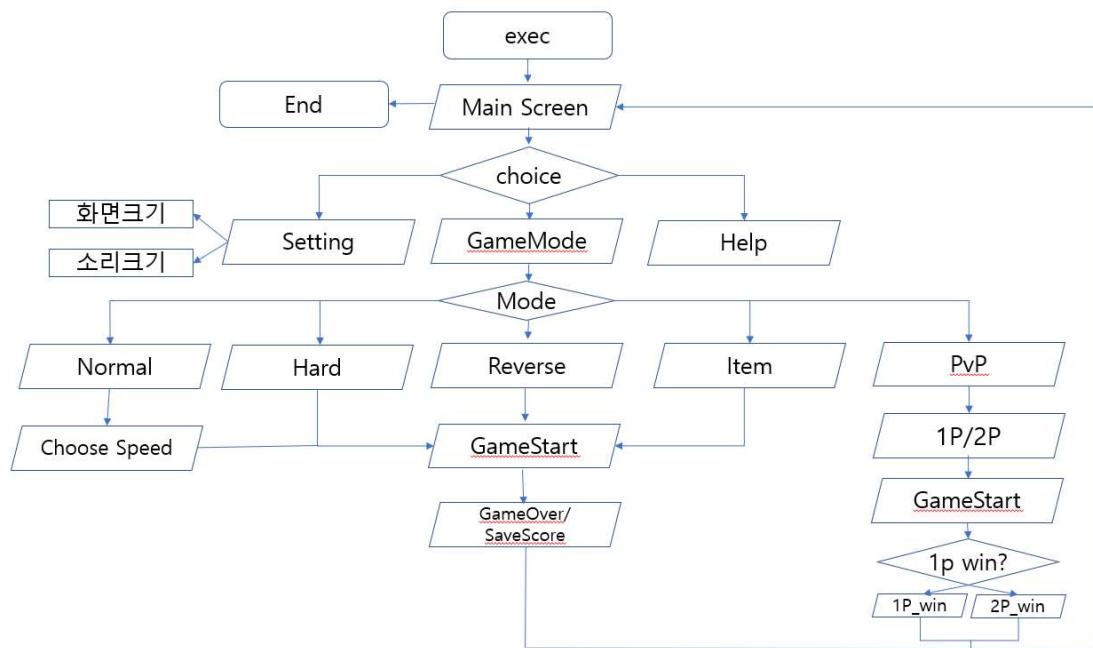 exec
End
Main Screen
choice
화면크기
소리크기
Setting
GameMode
Help
Mode
Normal
Hard
Reverse
Item
PvP
Choose Speed
GameStart
1P/2P
GameOver/
SaveScore
GameStart
1p win?
1P_win
2P_win